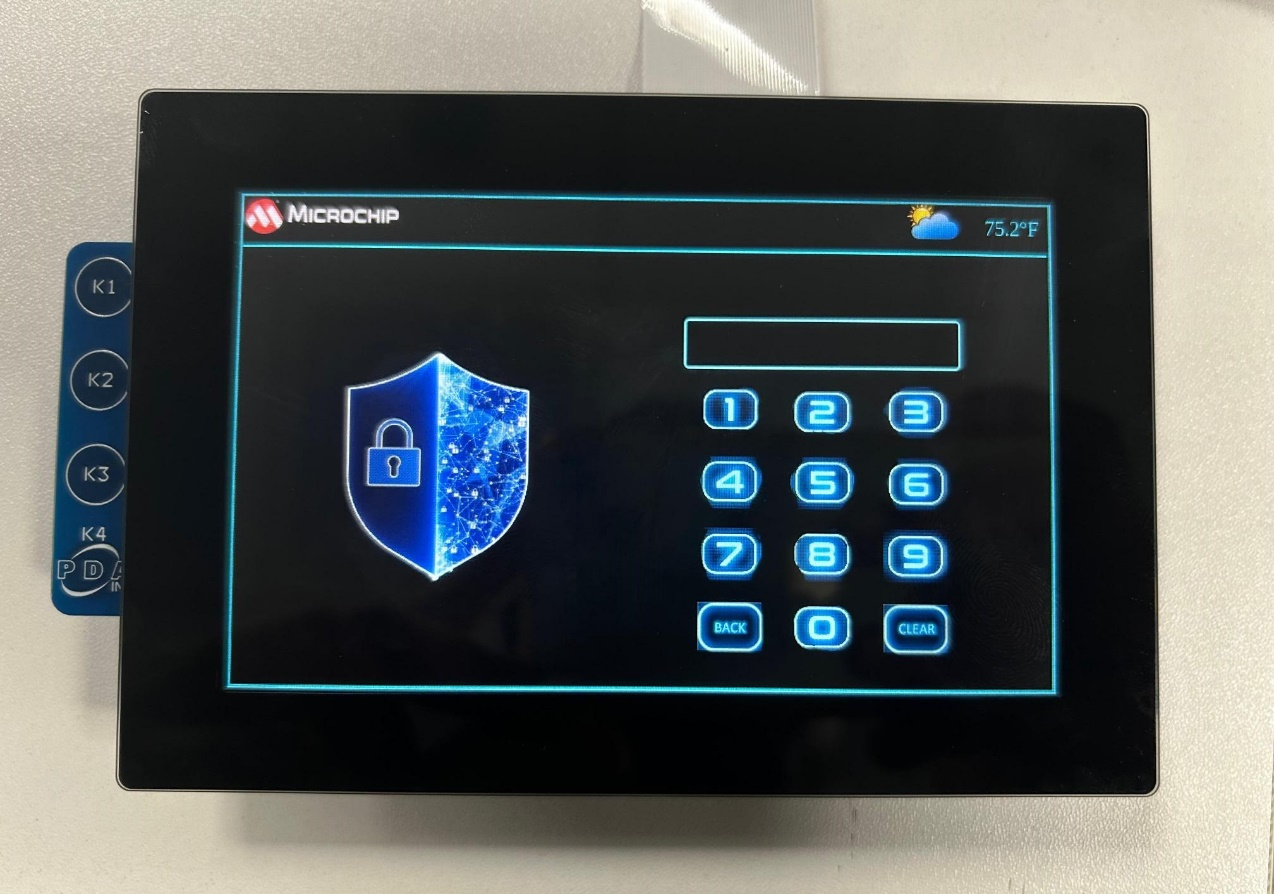 MICROCHIP
75.2°F
K1
K2
K3
K4
PDA
IN
1 2 3
4 5 6
7 8 9
BACK 0 CLEAR